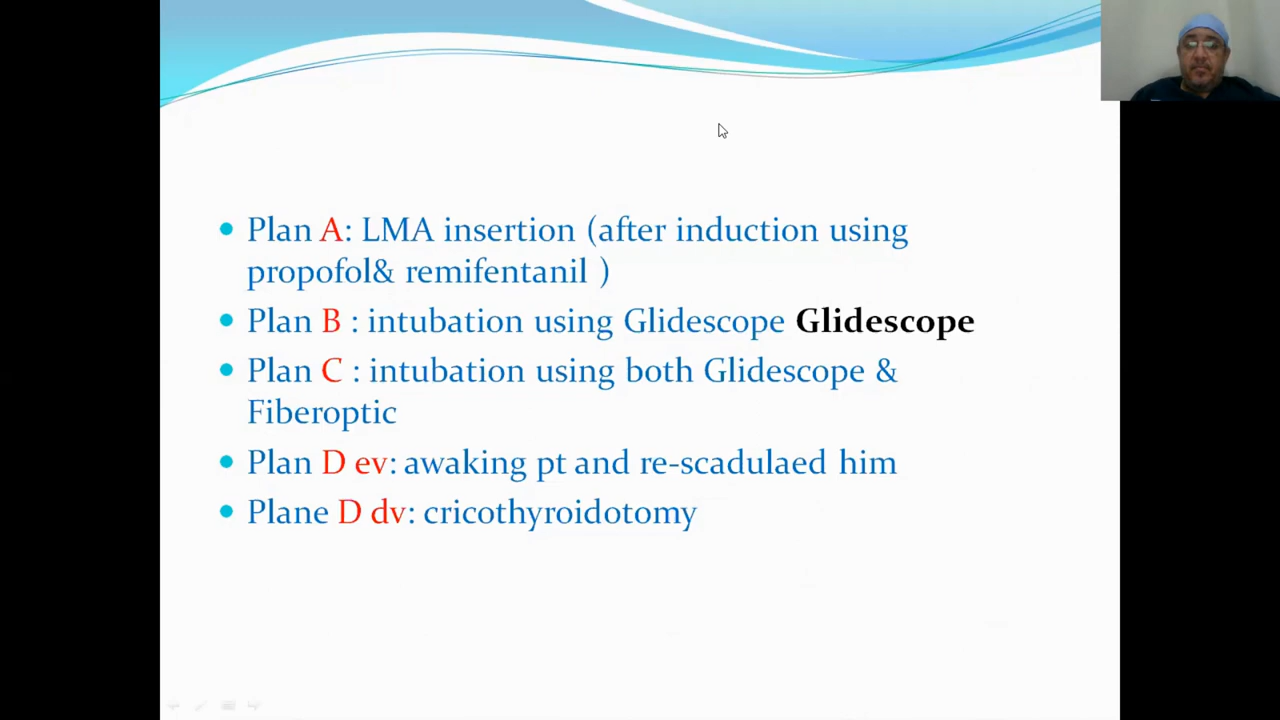 Plan A: LMA insertion (after induction using
propofol& remifentanil )
Plan B : intubation using Glidescope Glidescope
Plan C : intubation using both Glidescope &
Fiberoptic
Plan D ev: awaking pt and re-scadulaed him
Plane D dv: cricothyroidotomy